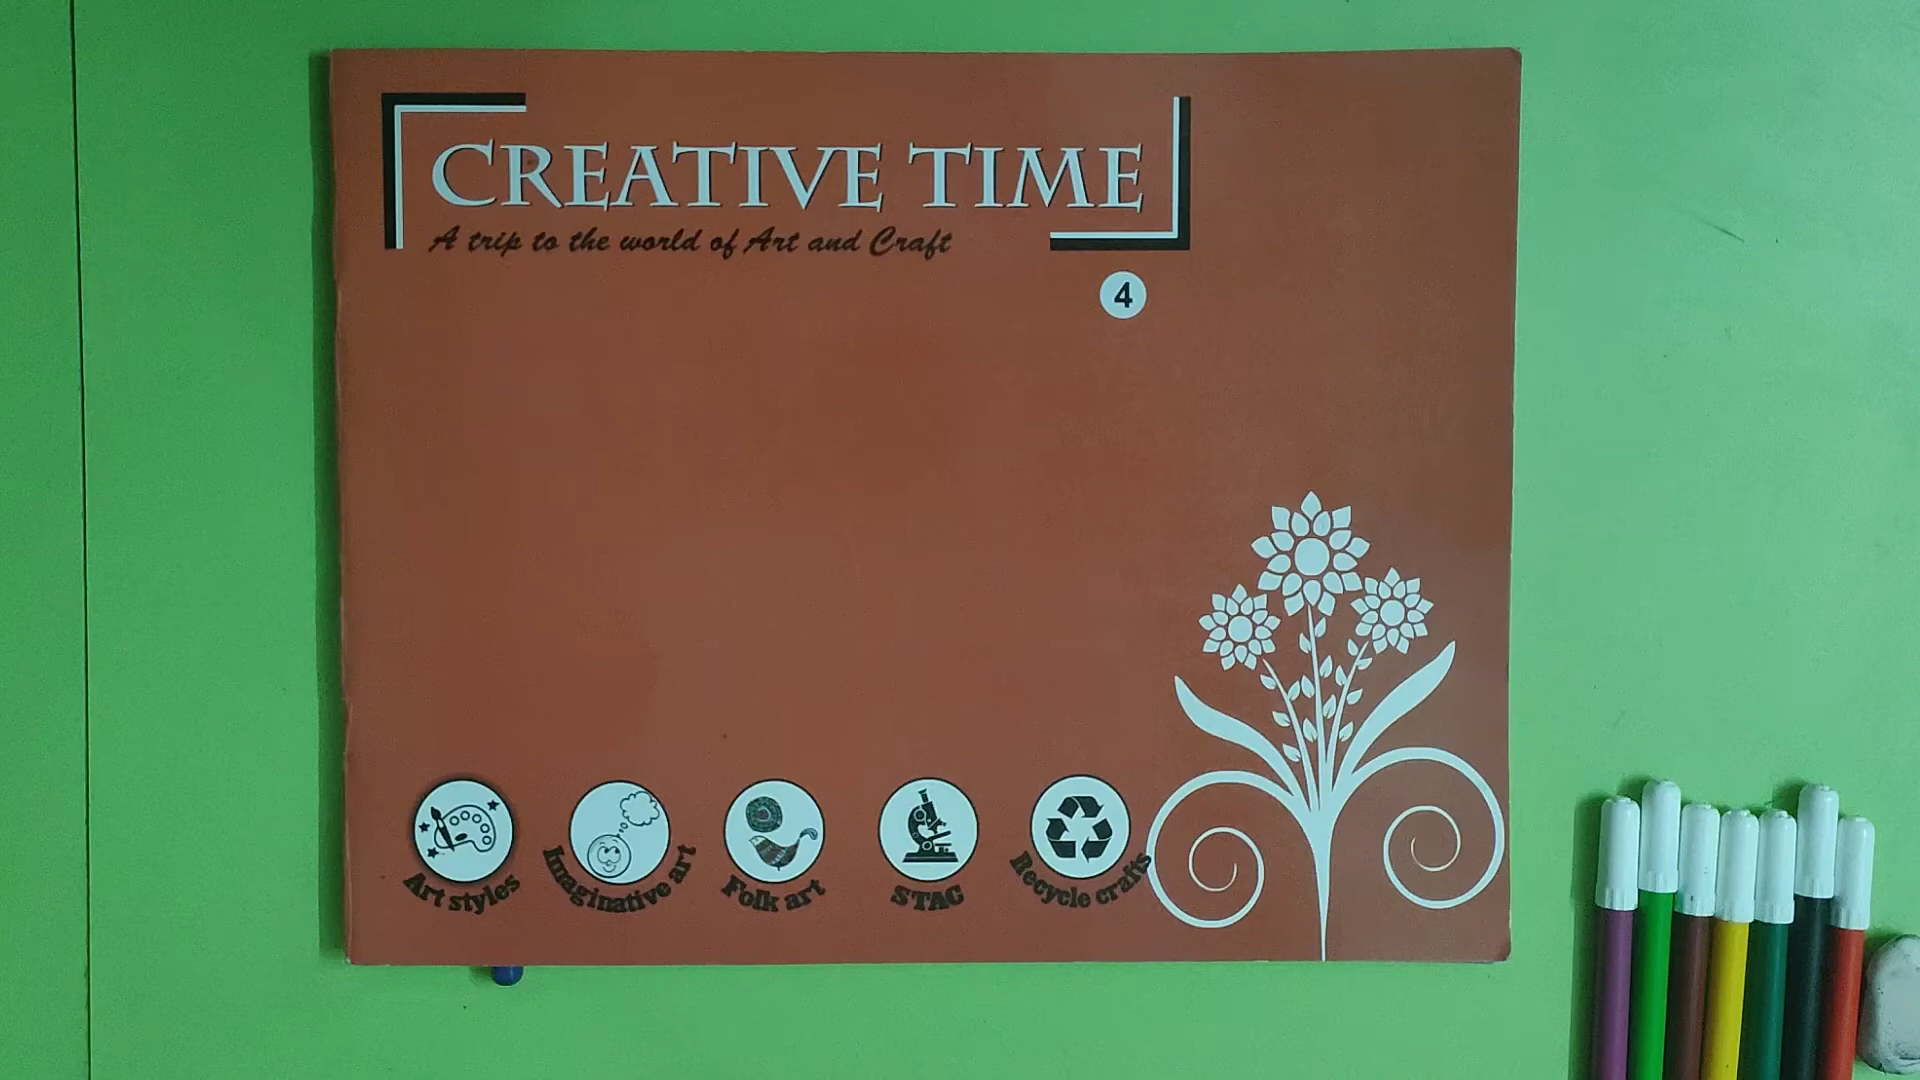 CREATIVE TIME
A trip to the world of Art and Craft
4
Art styles
Imaginative art
Folk art
STAC
Recycle crafts